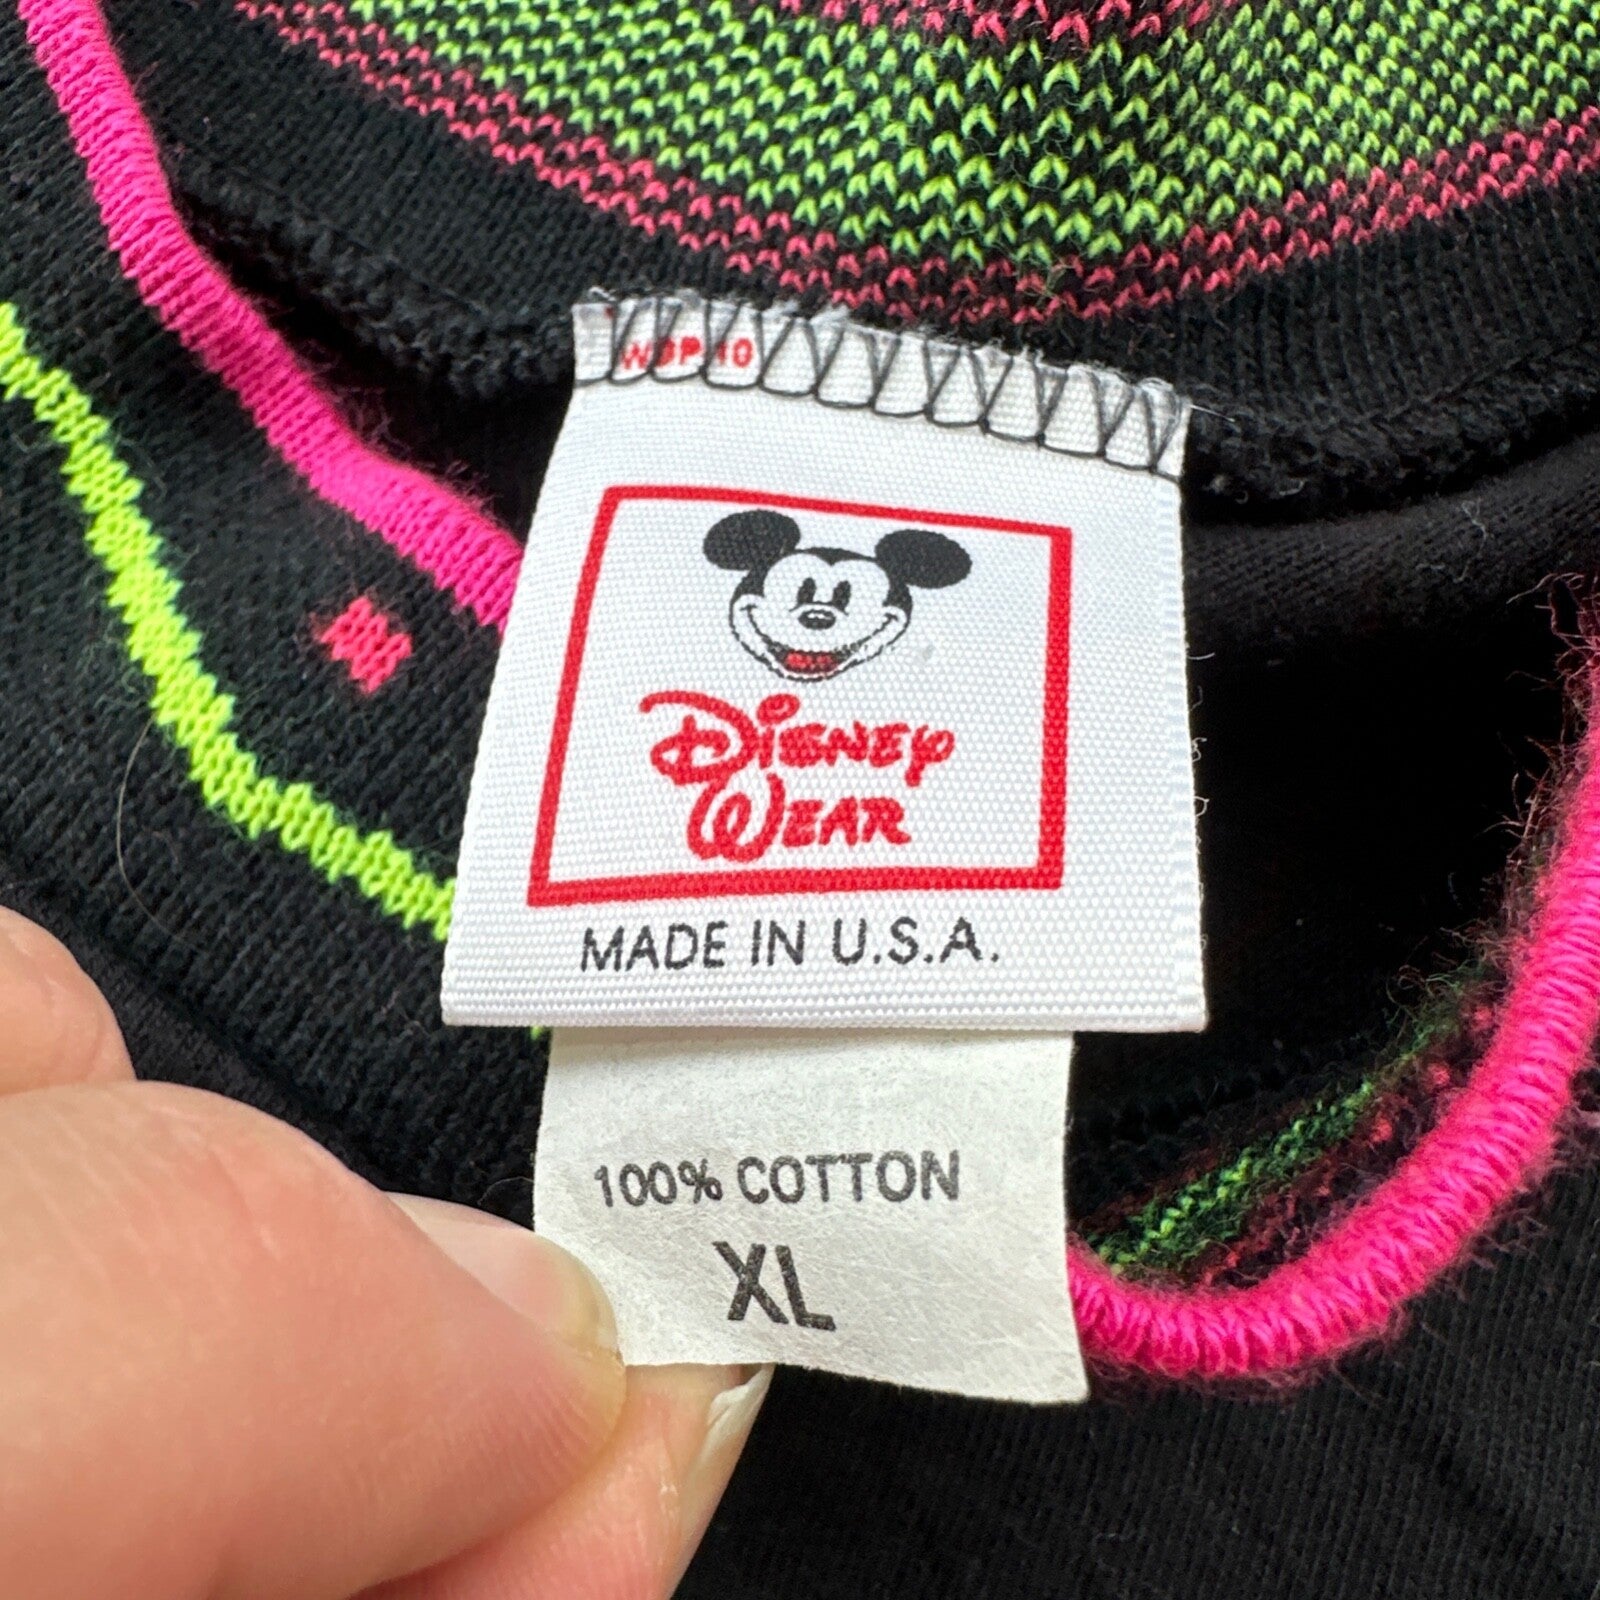 Disney
Wear
MADE IN U.S.A.
100% COTTON
XL